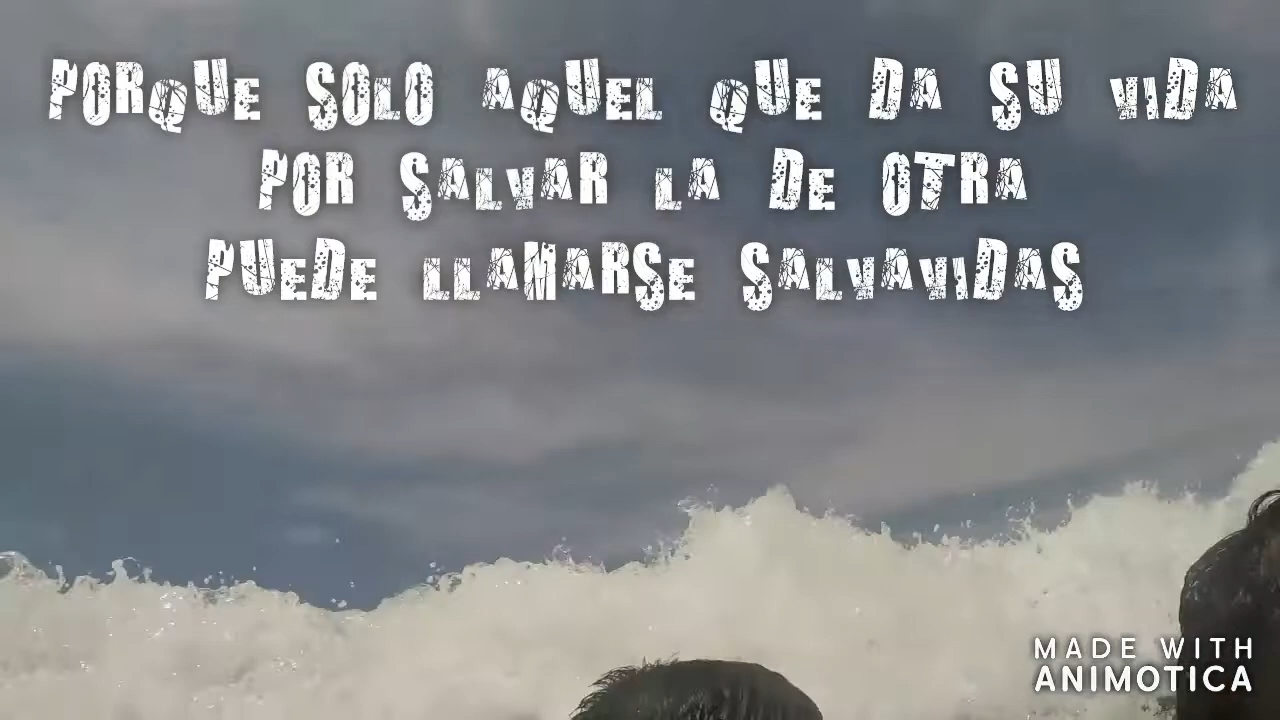 PORQUE SOLO AQUEL QUE DA SU VIDA
POR SALVAR LA DE OTRA
PUEDE LLAMARSE SALVAVIDAS
MADE WITH
ANIMOTICA